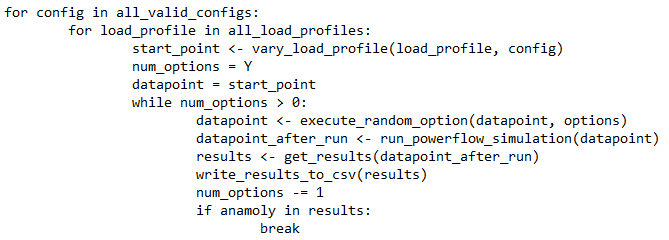 for config in all_valid_configs:
for load_profile in all_load_profiles:
start_point <- vary_load_profile(load_profile, config)
num_options = Y
datapoint = start_point
while num_options > 0:
datapoint <- execute_random_option(datapoint, options)
datapoint_after_run <- run_powerflow_simulation(datapoint)
results <- get_results(datapoint_after_run)
write_results_to_csv(results)
num_options -= 1
if anamoly in results:
break